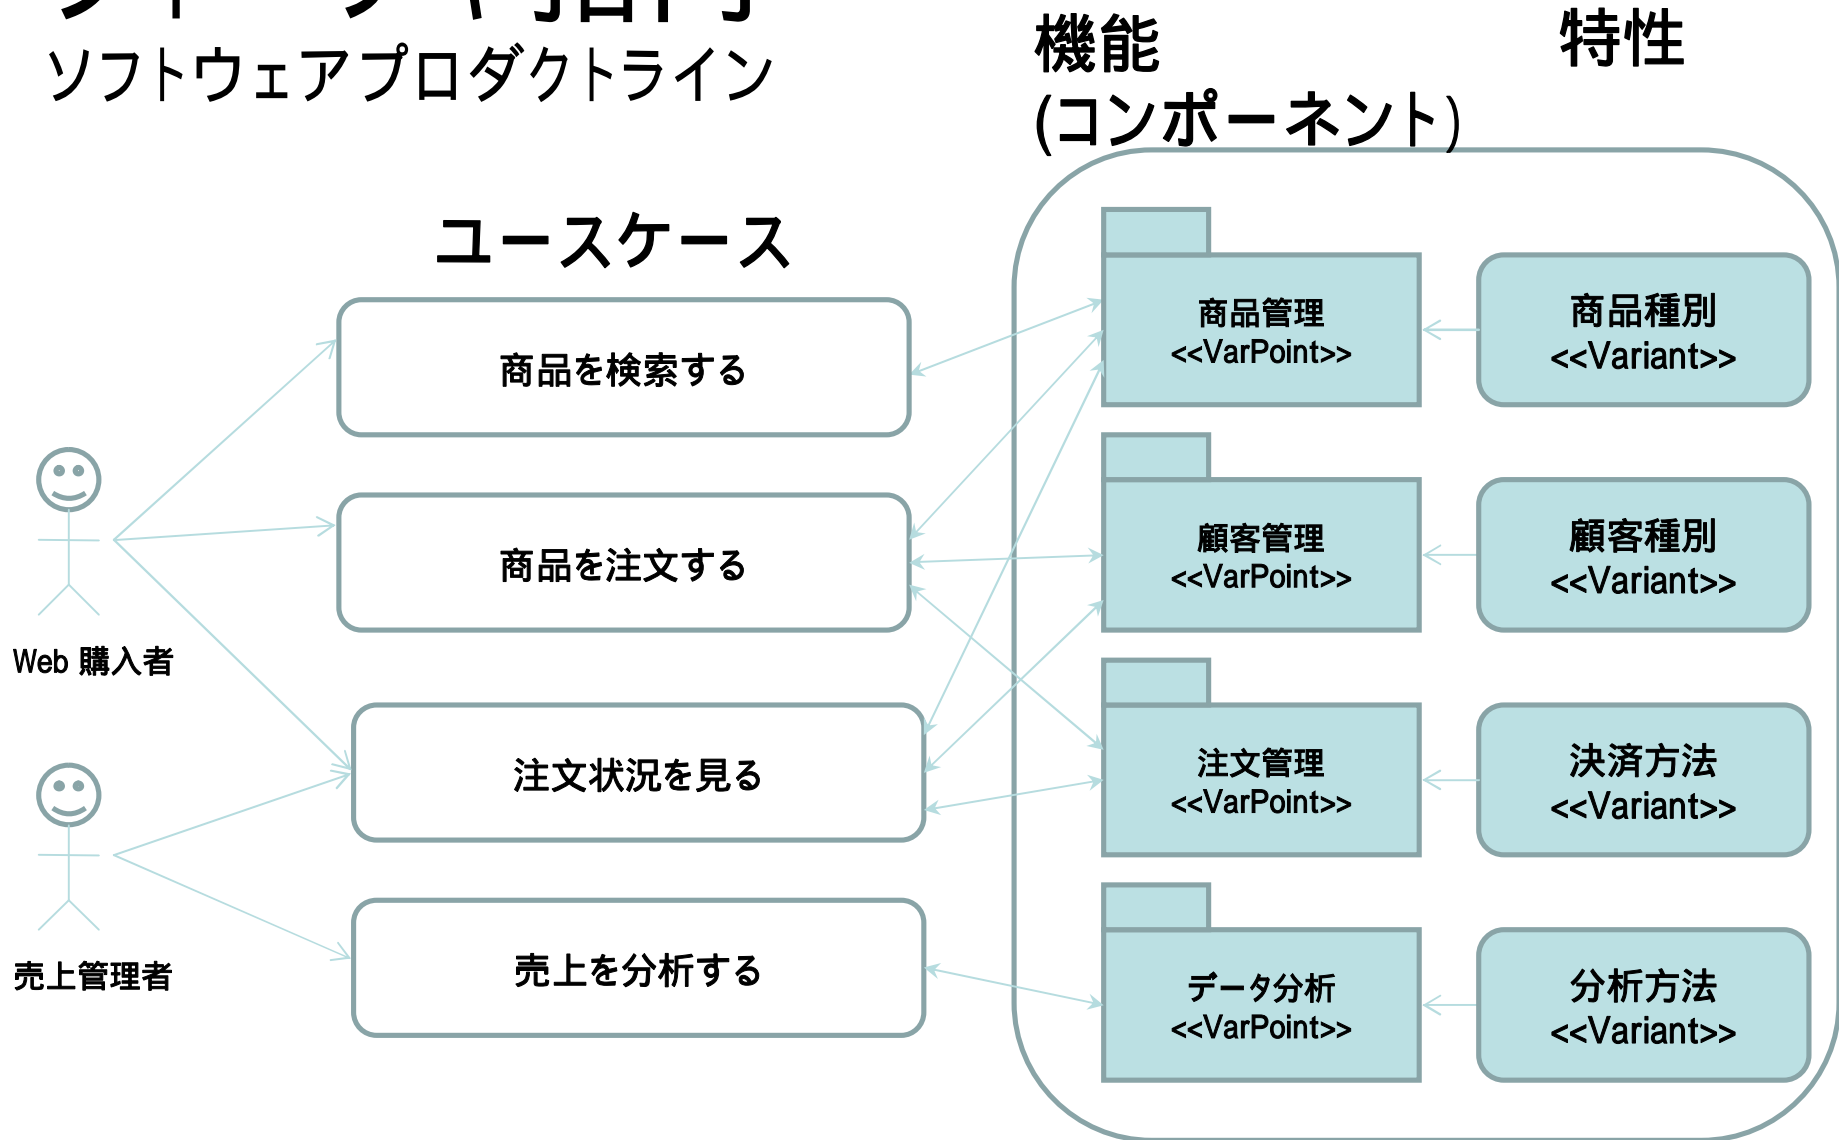 ソフトウェアプロダクトライン
機能
(コンポーネント)
特性
ユースケース
商品を検索する
商品を注文する
注文状況を見る
売上を分析する
Web 購入者
売上管理者
商品管理
<<VarPoint>>
顧客管理
<<VarPoint>>
注文管理
<<VarPoint>>
データ分析
<<VarPoint>>
商品種別
<<Variant>>
顧客種別
<<Variant>>
決済方法
<<Variant>>
分析方法
<<Variant>>